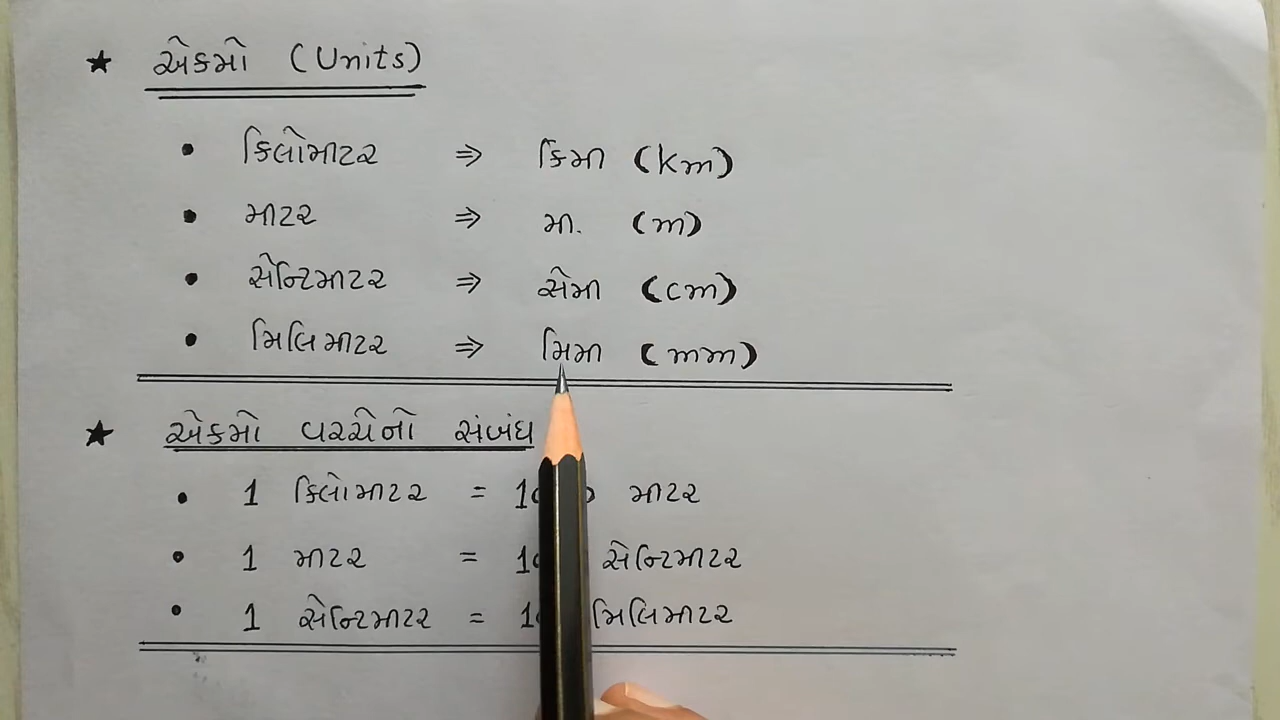 ★ એકમો (Units)
• કિલોમીટર ⇒ કિમી (km)
• મીટર ⇒ મી. (m)
• સેન્ટિમીટર ⇒ સેમી (cm)
• મિલિમીટર ⇒ મિમી (mm)
★ એકમો વચ્ચેનો સંબંધ
• 1 કિલોમીટર = મીટર
• 1 મીટર = સેન્ટિમીટર
• 1 સેન્ટિમીટર = મિલિમીટર